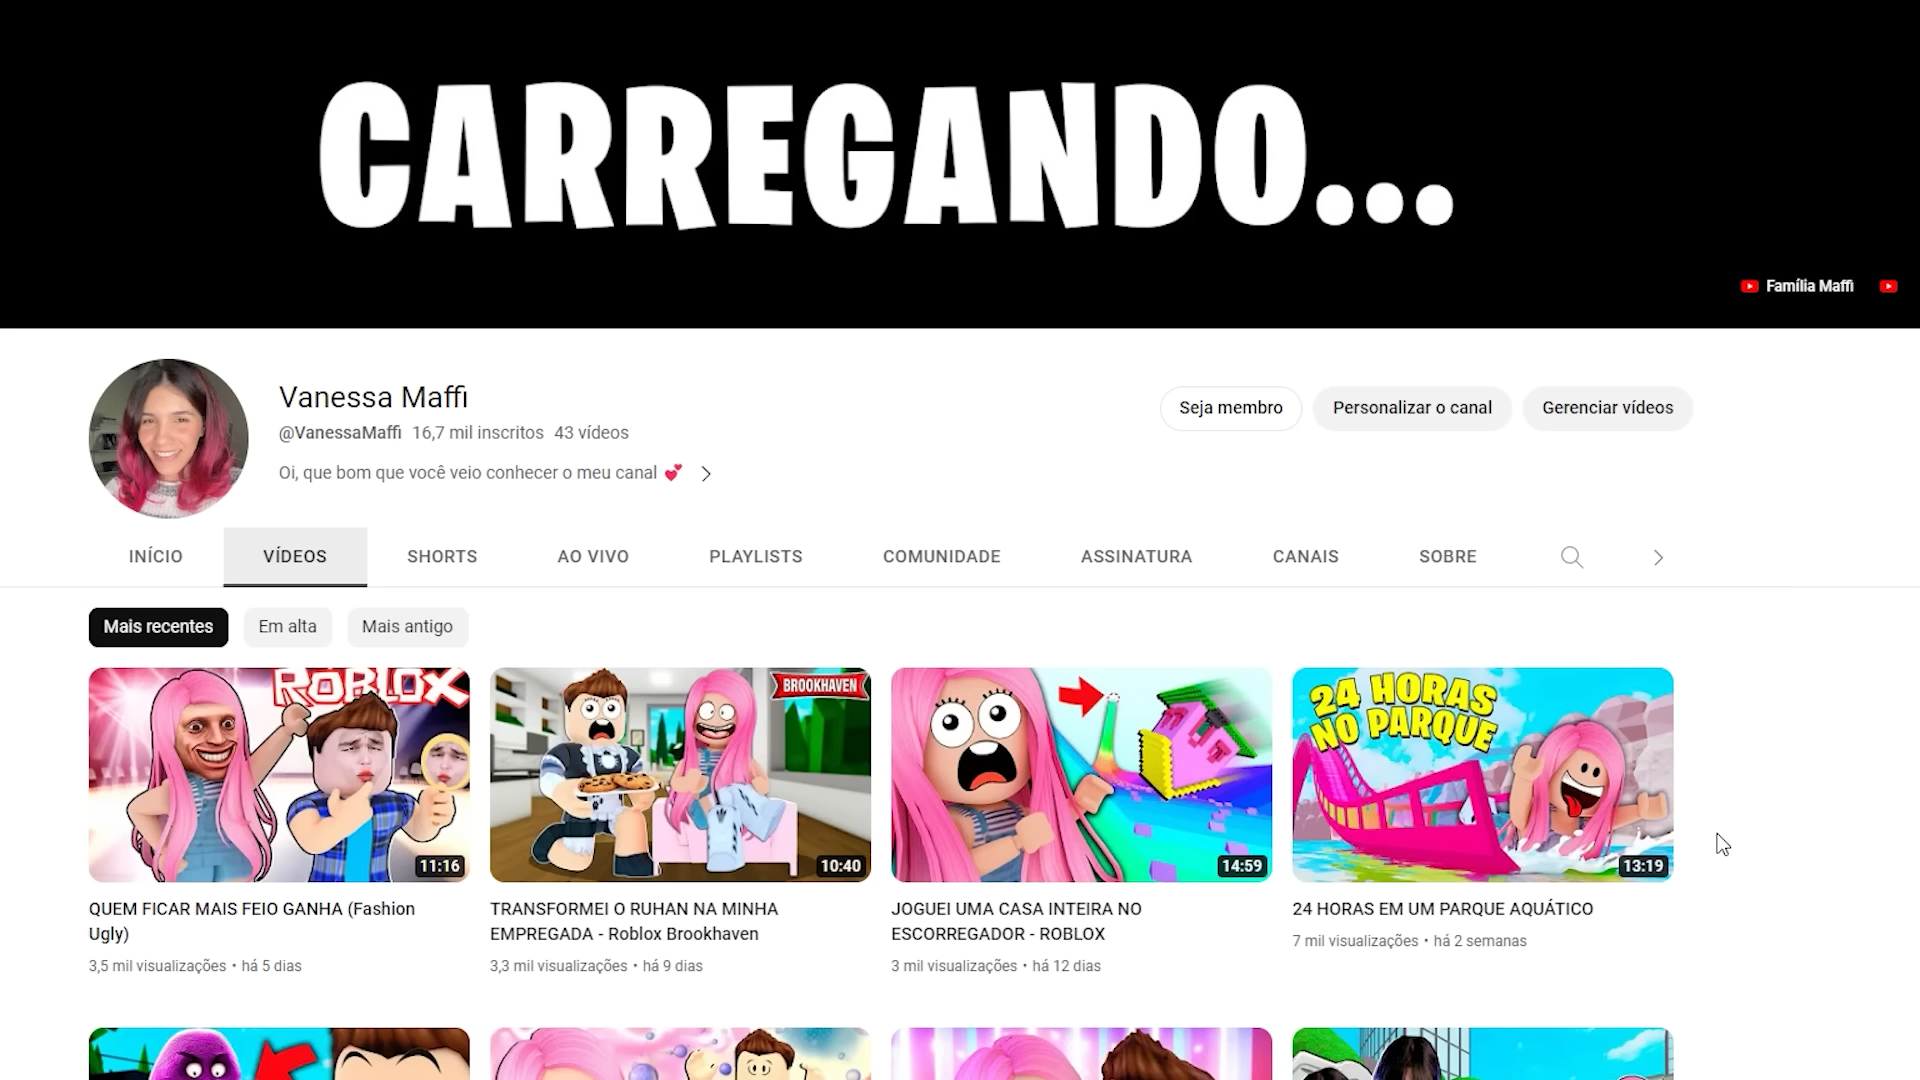 CARREGANDO...
Família Maffi
Vanessa Maffi
@VanessaMaffi 16,7 mil inscritos 43 vídeos
Oi, que bom que você veio conhecer o meu canal 💕
Seja membro
Personalizar o canal
Gerenciar vídeos
INÍCIO
VÍDEOS
SHORTS
AO VIVO
PLAYLISTS
COMUNIDADE
ASSINATURA
CANAIS
SOBRE
Mais recentes
Em alta
Mais antigo
ROBLOX
11:16
QUEM FICAR MAIS FEIO GANHA (Fashion
Ugly)
3,5 mil visualizações • há 5 dias
BROOKHAVEN
10:40
TRANSFORMEI O RUHAN NA MINHA
EMPREGADA - Roblox Brookhaven
3,3 mil visualizações • há 9 dias
14:59
JOGUEI UMA CASA INTEIRA NO
ESCORREGADOR - ROBLOX
3 mil visualizações • há 12 dias
24 HORAS
NO PARQUE
13:19
24 HORAS EM UM PARQUE AQUÁTICO
7 mil visualizações • há 2 semanas